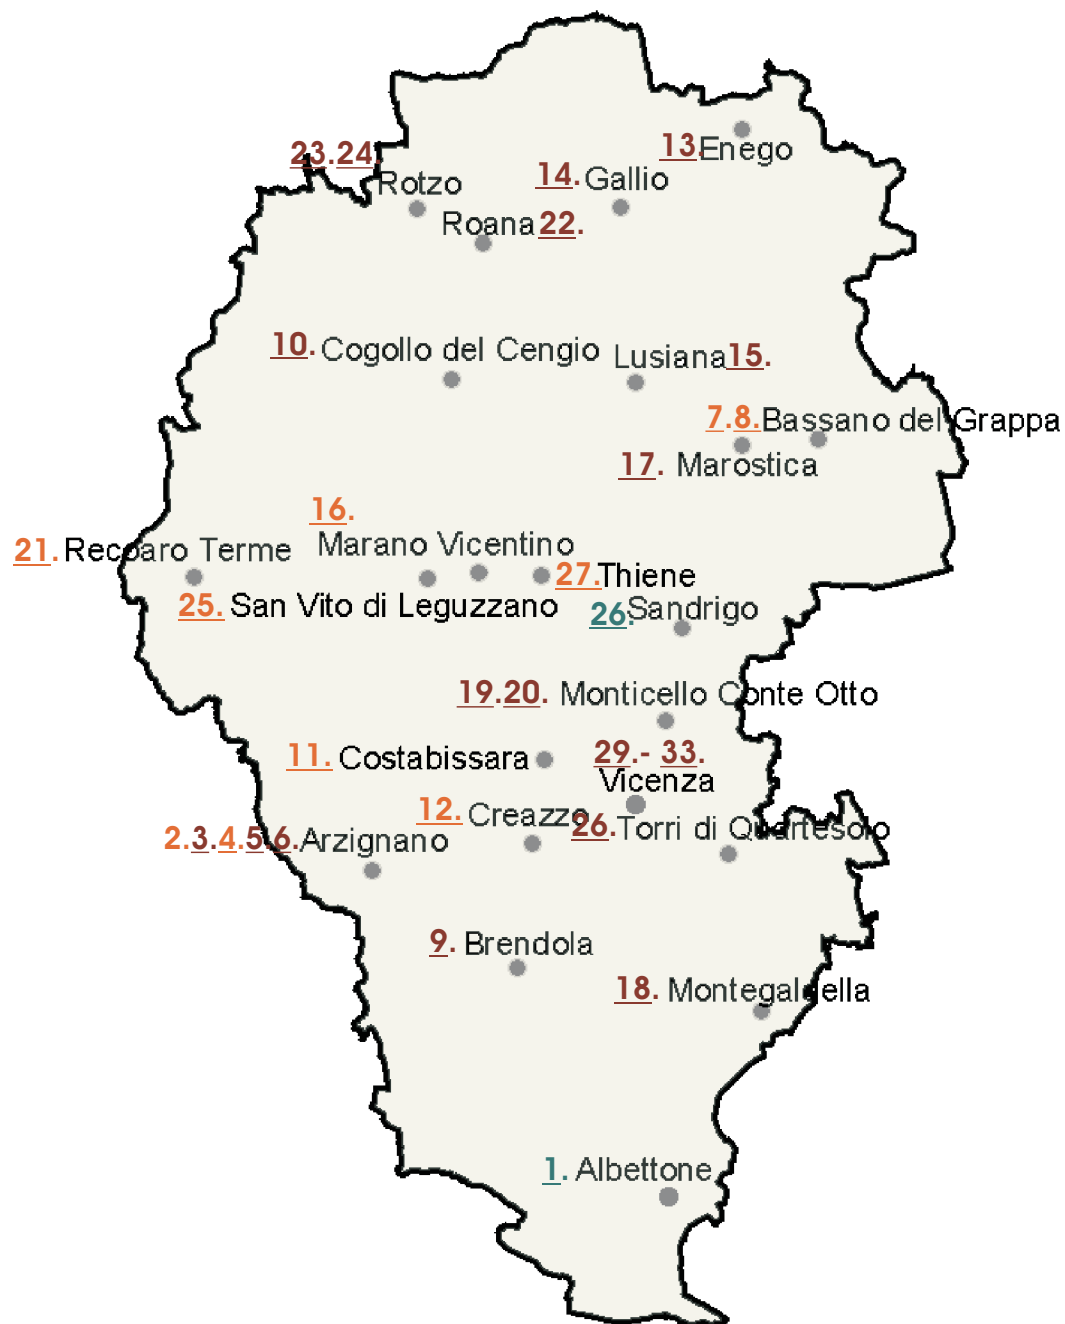 13.Enego
23.24.
Rotzo
14. Gallio
Roana 22.
10. Cogollo del Cengio
Lusiana 15.
7.8. Bassano del Grappa
17. Marostica
16.
Marano Vicentino
21. Recoaro Terme
27. Thiene
25. San Vito di Leguzzano
26. Sandrigo
19.20. Monticello Conte Otto
29.- 33.
Vicenza
11. Costabissara
12. Creazzo
26. Torri di Quartesolo
2.3.4.5.6. Arzignano
9. Brendola
18. Montegaldella
1. Albettone